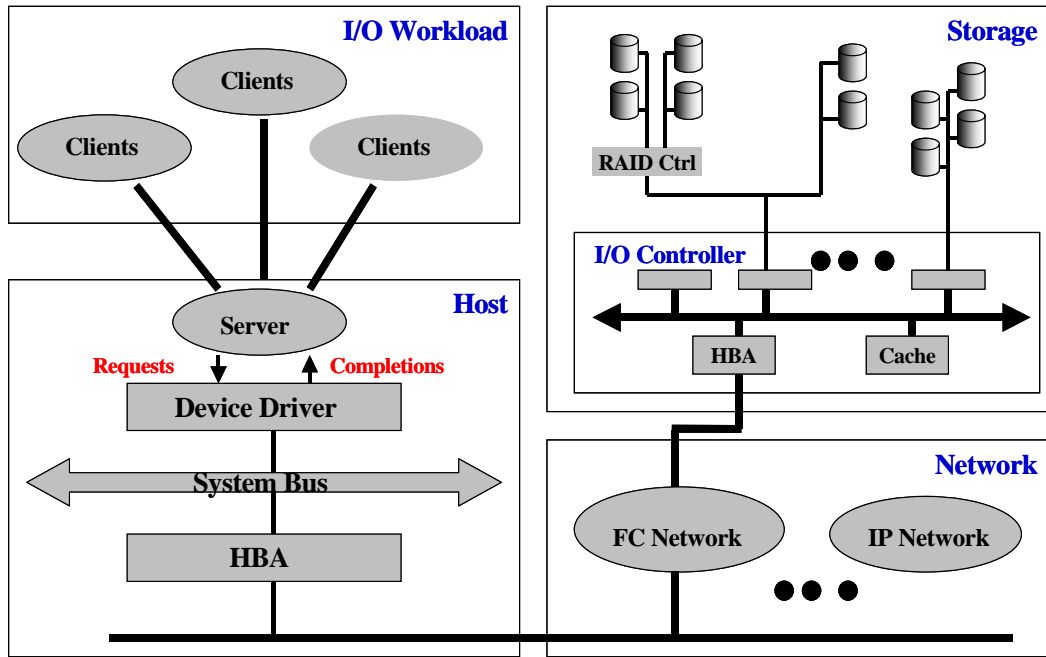 I/O Workload
Clients
Clients
Clients
Host
Server
Requests
Completions
Device Driver
System Bus
HBA
Storage
RAID Ctrl
I/O Controller
HBA
Cache
Network
FC Network
IP Network